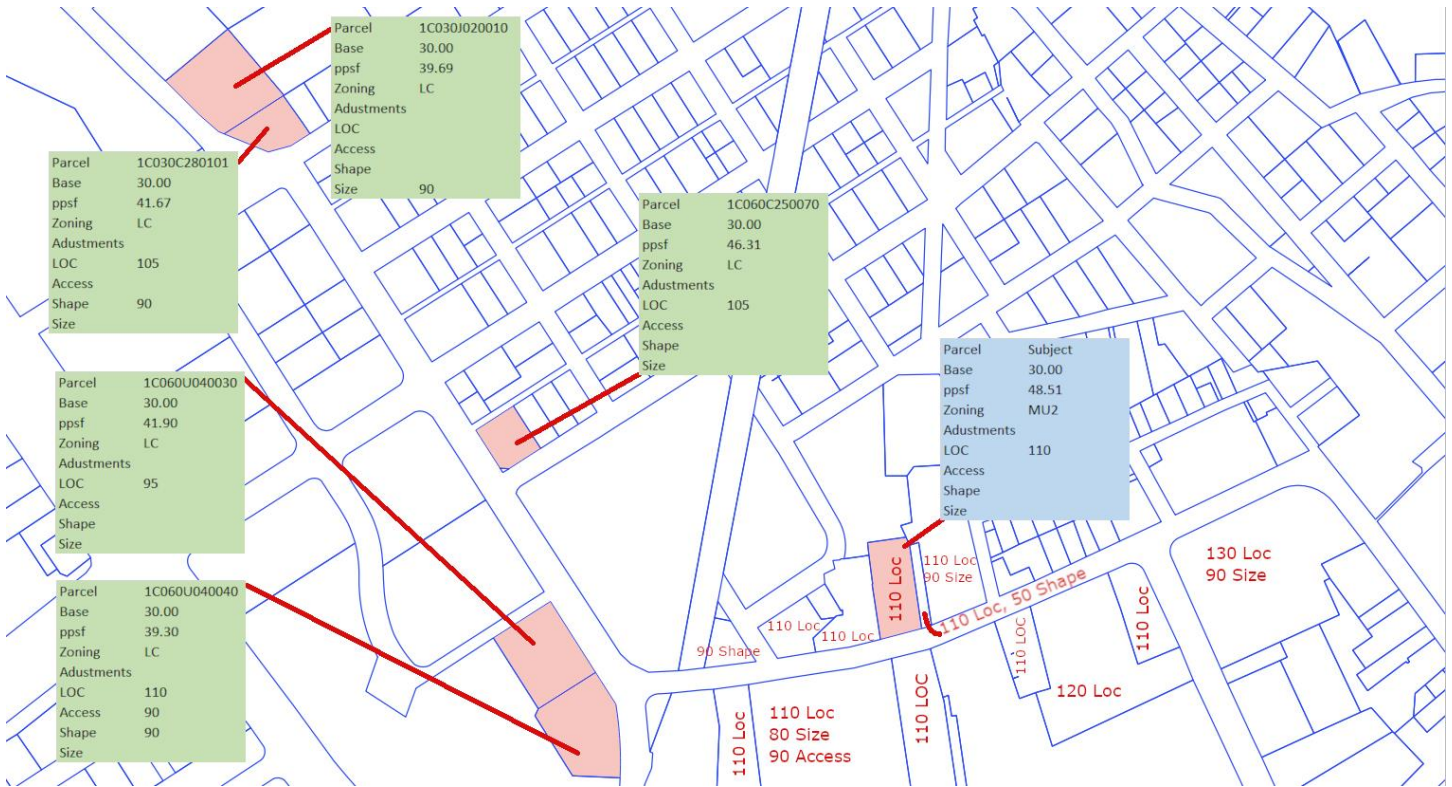 Parcel 1C030J020010
Base 30.00
ppsf 39.69
Zoning LC
Adustments
LOC
Access
Shape
Size 90
Parcel 1C030C280101
Base 30.00
ppsf 41.67
Zoning LC
Adustments
LOC 105
Access
Shape 90
Size
Parcel 1C060C250070
Base 30.00
ppsf 46.31
Zoning LC
Adustments
LOC 105
Access
Shape
Size
Parcel Subject
Base 30.00
ppsf 48.51
Zoning MU2
Adustments
LOC 110
Access
Shape
Size
Parcel 1C060U040030
Base 30.00
ppsf 41.90
Zoning LC
Adustments
LOC 95
Access
Shape
Size
Parcel 1C060U040040
Base 30.00
ppsf 39.30
Zoning LC
Adustments
LOC 110
Access 90
Shape 90
Size
90 Shape
110 Loc
110 Loc
110 Loc
110 Loc
90 Size
110 Loc, 50 Shape
130 Loc
90 Size
110 Loc
110 Loc
80 Size
90 Access
110 LOC
110 LOC
120 Loc
110 Loc